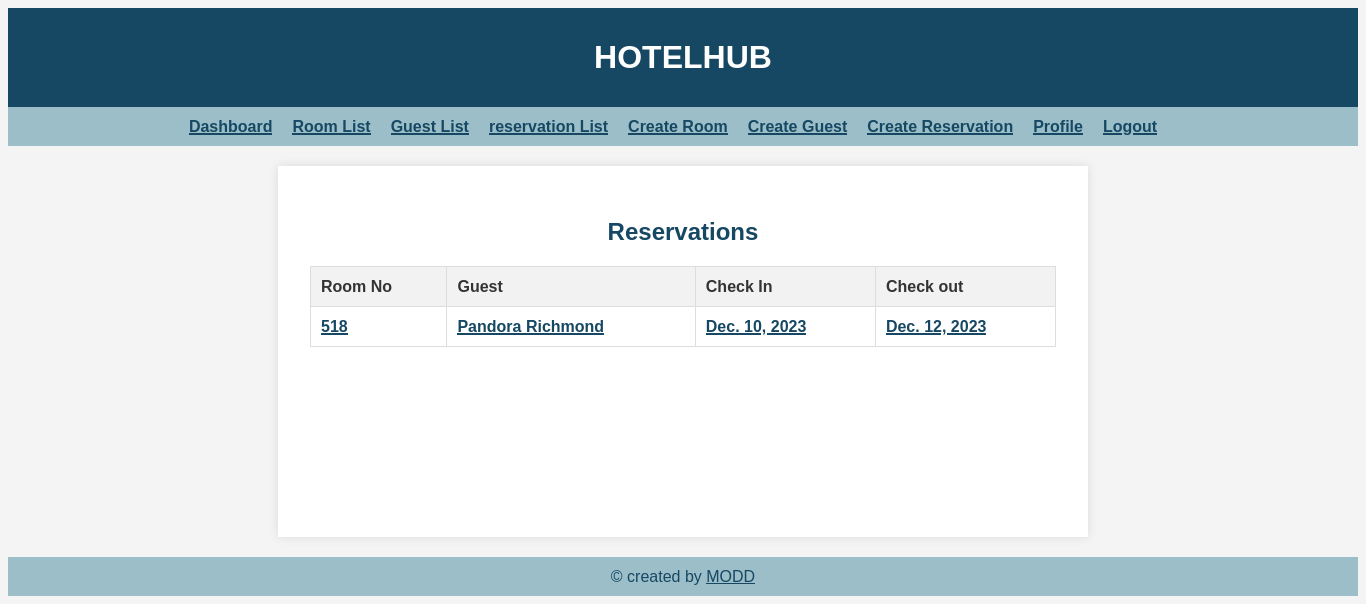 HOTELHUB
Dashboard Room List Guest List reservation List Create Room Create Guest Create Reservation Profile Logout
Reservations
Room No Guest Check In Check out
518 Pandora Richmond Dec. 10, 2023 Dec. 12, 2023
© created by MODD